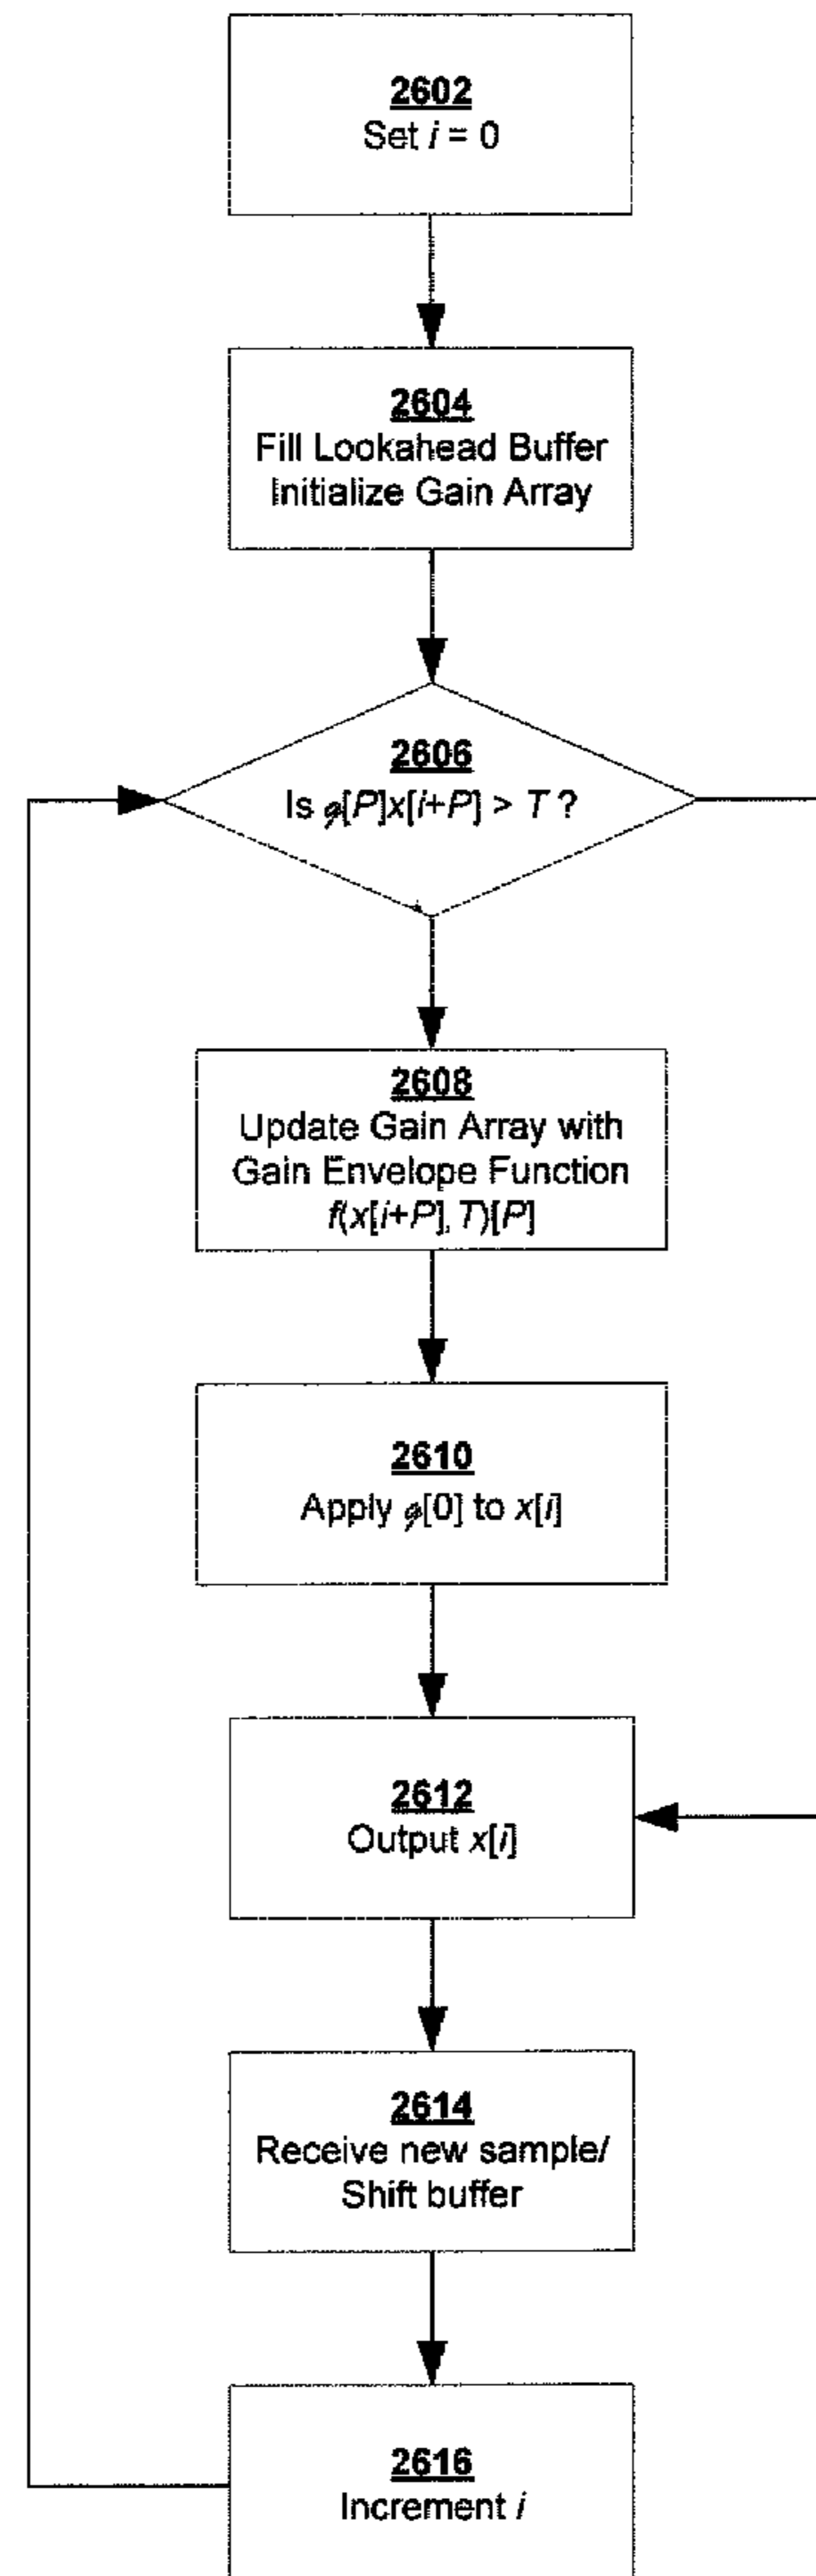 2602
Set i = 0
2604
Fill Lookahead Buffer
Initialize Gain Array
2606
Is g[P]x[i+P] > T ?
2608
Update Gain Array with
Gain Envelope Function
f(x[i+P], T)[P]
2610
Apply g[0] to x[i]
2612
Output x[i]
2614
Receive new sample/
Shift buffer
2616
Increment i